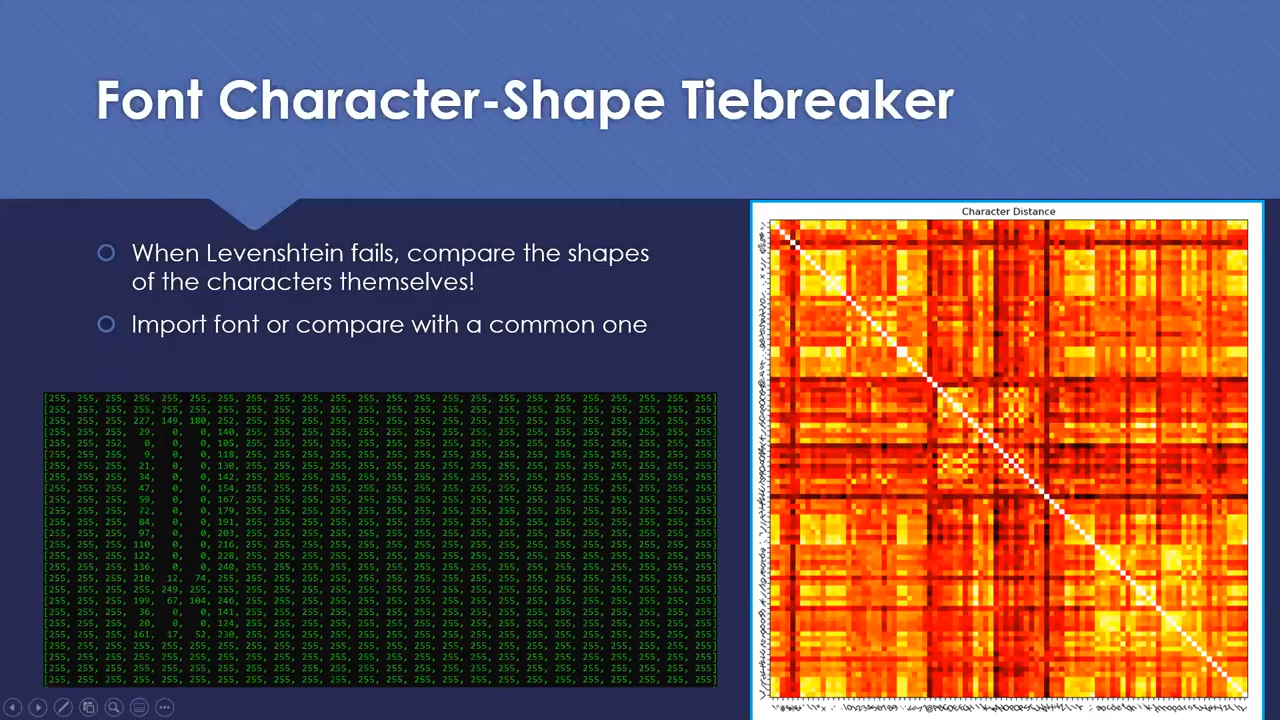 Font Character-Shape Tiebreaker
When Levenshtein fails, compare the shapes
of the characters themselves!
Import font or compare with a common one
[255, 255, 255, 255, 255, 255, 255, 255, 255, 255, 255, 255, 255, 255, 255, 255, 255, 255, 255, 255, 255, 255, 255, 255]
[255, 255, 255, 255, 255, 255, 255, 255, 255, 255, 255, 255, 255, 255, 255, 255, 255, 255, 255, 255, 255, 255, 255, 255]
[255, 255, 255, 227, 149, 180, 255, 255, 255, 255, 255, 255, 255, 255, 255, 255, 255, 255, 255, 255, 255, 255, 255, 255]
[255, 255, 255, 29, 0, 0, 140, 255, 255, 255, 255, 255, 255, 255, 255, 255, 255, 255, 255, 255, 255, 255, 255, 255]
[255, 255, 252, 0, 0, 0, 105, 255, 255, 255, 255, 255, 255, 255, 255, 255, 255, 255, 255, 255, 255, 255, 255, 255]
[255, 255, 255, 9, 0, 0, 118, 255, 255, 255, 255, 255, 255, 255, 255, 255, 255, 255, 255, 255, 255, 255, 255, 255]
[255, 255, 255, 21, 0, 0, 130, 255, 255, 255, 255, 255, 255, 255, 255, 255, 255, 255, 255, 255, 255, 255, 255, 255]
[255, 255, 255, 34, 0, 0, 142, 255, 255, 255, 255, 255, 255, 255, 255, 255, 255, 255, 255, 255, 255, 255, 255, 255]
[255, 255, 255, 47, 0, 0, 154, 255, 255, 255, 255, 255, 255, 255, 255, 255, 255, 255, 255, 255, 255, 255, 255, 255]
[255, 255, 255, 59, 0, 0, 167, 255, 255, 255, 255, 255, 255, 255, 255, 255, 255, 255, 255, 255, 255, 255, 255, 255]
[255, 255, 255, 72, 0, 0, 179, 255, 255, 255, 255, 255, 255, 255, 255, 255, 255, 255, 255, 255, 255, 255, 255, 255]
[255, 255, 255, 84, 0, 0, 191, 255, 255, 255, 255, 255, 255, 255, 255, 255, 255, 255, 255, 255, 255, 255, 255, 255]
[255, 255, 255, 97, 0, 0, 203, 255, 255, 255, 255, 255, 255, 255, 255, 255, 255, 255, 255, 255, 255, 255, 255, 255]
[255, 255, 255, 110, 0, 0, 216, 255, 255, 255, 255, 255, 255, 255, 255, 255, 255, 255, 255, 255, 255, 255, 255, 255]
[255, 255, 255, 122, 0, 0, 228, 255, 255, 255, 255, 255, 255, 255, 255, 255, 255, 255, 255, 255, 255, 255, 255, 255]
[255, 255, 255, 136, 0, 0, 240, 255, 255, 255, 255, 255, 255, 255, 255, 255, 255, 255, 255, 255, 255, 255, 255, 255]
[255, 255, 255, 210, 12, 74, 255, 255, 255, 255, 255, 255, 255, 255, 255, 255, 255, 255, 255, 255, 255, 255, 255, 255]
[255, 255, 255, 255, 249, 255, 255, 255, 255, 255, 255, 255, 255, 255, 255, 255, 255, 255, 255, 255, 255, 255, 255, 255]
[255, 255, 255, 199, 67, 104, 246, 255, 255, 255, 255, 255, 255, 255, 255, 255, 255, 255, 255, 255, 255, 255, 255, 255]
[255, 255, 255, 36, 0, 0, 141, 255, 255, 255, 255, 255, 255, 255, 255, 255, 255, 255, 255, 255, 255, 255, 255, 255]
[255, 255, 255, 20, 0, 0, 124, 255, 255, 255, 255, 255, 255, 255, 255, 255, 255, 255, 255, 255, 255, 255, 255, 255]
[255, 255, 255, 161, 17, 52, 230, 255, 255, 255, 255, 255, 255, 255, 255, 255, 255, 255, 255, 255, 255, 255, 255, 255]
[255, 255, 255, 255, 255, 255, 255, 255, 255, 255, 255, 255, 255, 255, 255, 255, 255, 255, 255, 255, 255, 255, 255, 255]
[255, 255, 255, 255, 255, 255, 255, 255, 255, 255, 255, 255, 255, 255, 255, 255, 255, 255, 255, 255, 255, 255, 255, 255]
[255, 255, 255, 255, 255, 255, 255, 255, 255, 255, 255, 255, 255, 255, 255, 255, 255, 255, 255, 255, 255, 255, 255, 255]
[255, 255, 255, 255, 255, 255, 255, 255, 255, 255, 255, 255, 255, 255, 255, 255, 255, 255, 255, 255, 255, 255, 255, 255]
Character Distance